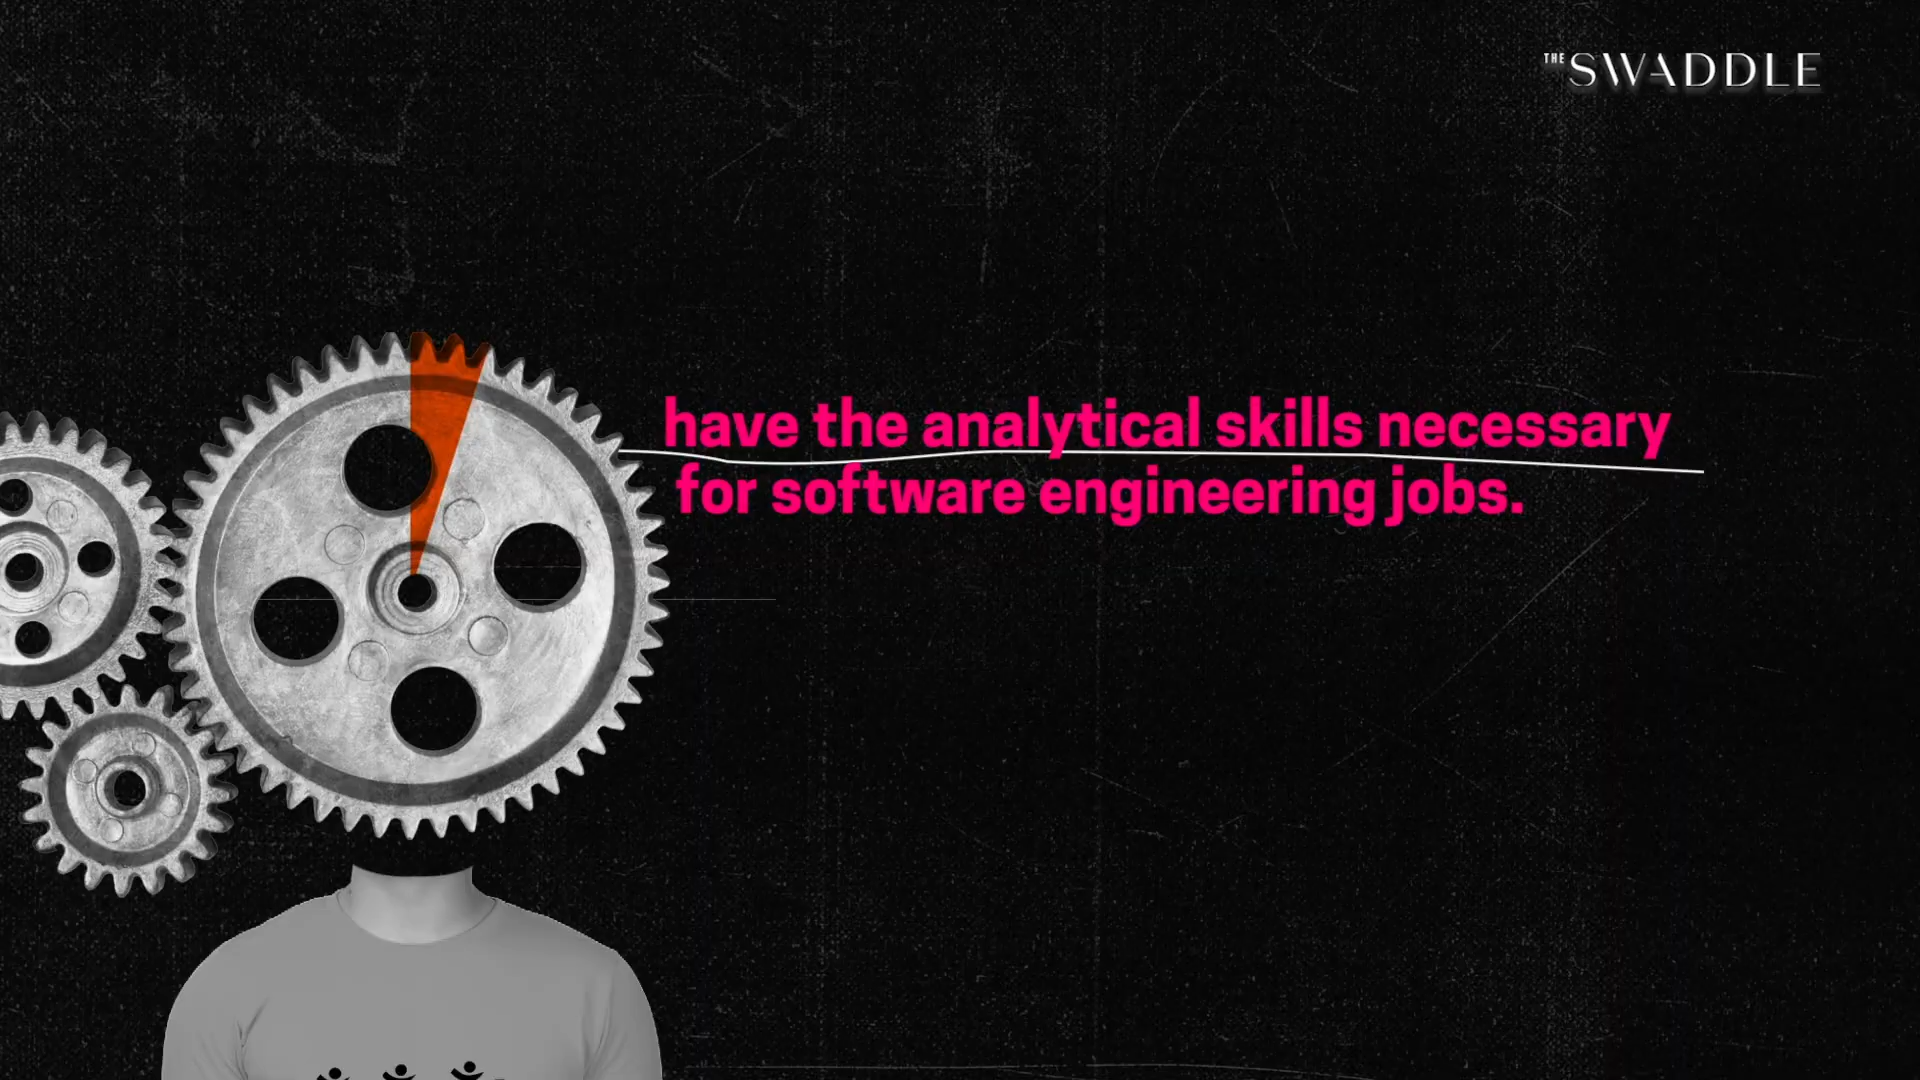 THE SWADDLE
have the analytical skills necessary
for software engineering jobs.